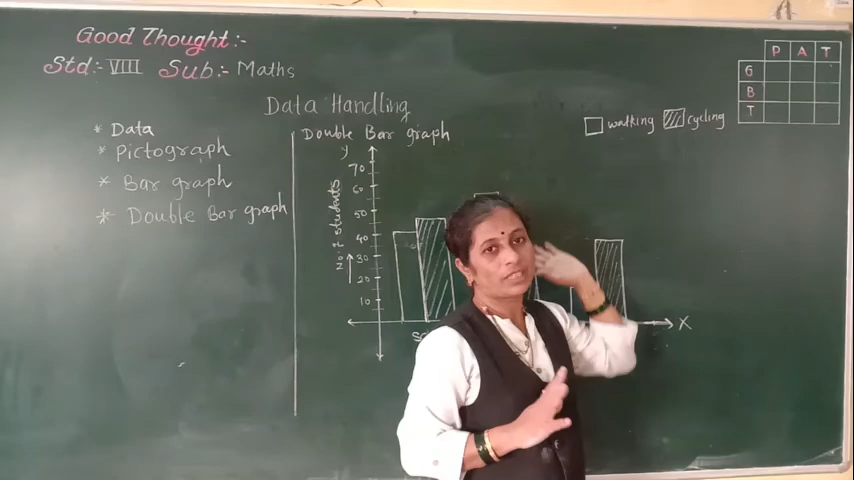 Good Thought:-
Std:- VIII Sub:- Maths
P A T
G
B
T
Data Handling
* Data
* Pictograph
* Bar graph
* Double Bar graph
Double Bar graph
walking cycling
y
70
60
50
40
30
20
10
No. of students
X